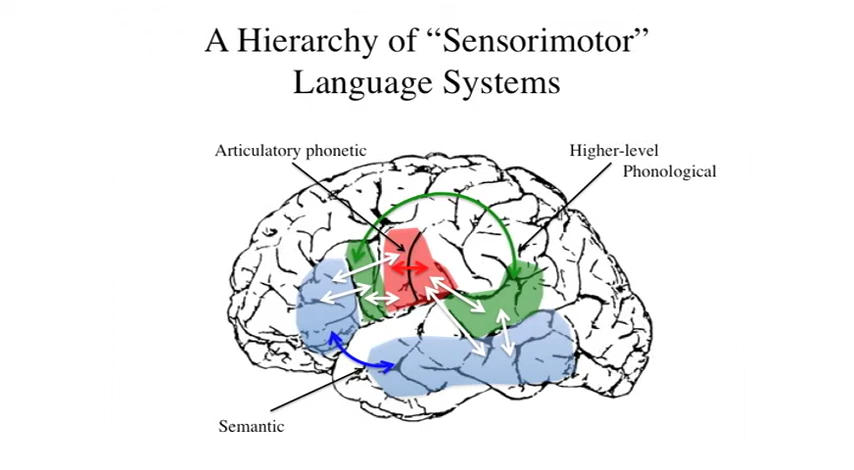 A Hierarchy of “Sensorimotor”
Language Systems
Articulatory phonetic
Higher-level
Phonological
Semantic